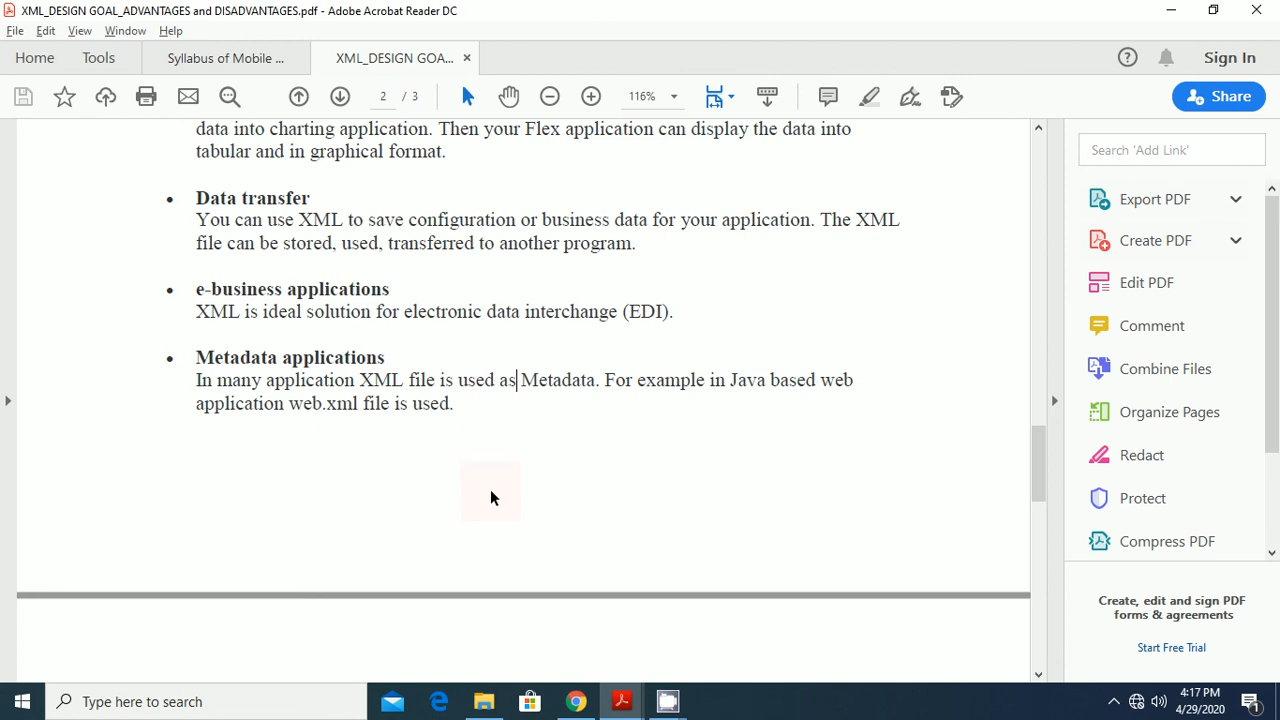 XML_DESIGN GOAL_ADVANTAGES and DISADVANTAGES.pdf - Adobe Acrobat Reader DC
File Edit View Window Help
Home Tools Syllabus of Mobile ... XML_DESIGN GOA... × Sign In
2 / 3 116% Share
data into charting application. Then your Flex application can display the data into
tabular and in graphical format.
• Data transfer
You can use XML to save configuration or business data for your application. The XML
file can be stored, used, transferred to another program.
• e-business applications
XML is ideal solution for electronic data interchange (EDI).
• Metadata applications
In many application XML file is used as Metadata. For example in Java based web
application web.xml file is used.
Search 'Add Link'
Export PDF
Create PDF
Edit PDF
Comment
Combine Files
Organize Pages
Redact
Protect
Compress PDF
Create, edit and sign PDF
forms & agreements
Start Free Trial
Type here to search
4:17 PM
4/29/2020
1